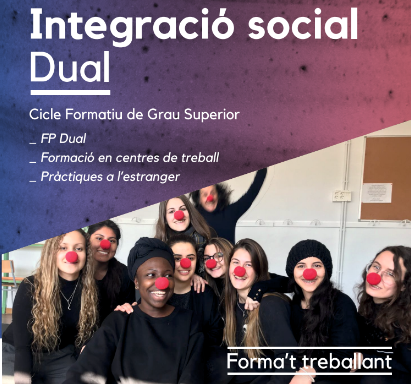 Integració social
Dual
Cicle Formatiu de Grau Superior
_ FP Dual
_ Formació en centres de treball
_ Pràctiques a l'estranger
Forma't treballant